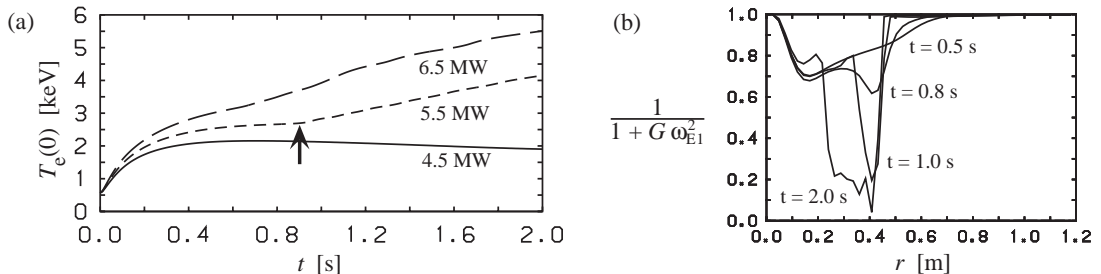 (a)
T_e(0) [keV]
6
5
4
3
2
1
0
6.5 MW
5.5 MW
4.5 MW
0.0 0.4 0.8 1.2 1.6 2.0
t [s]
(b)
1
1 + G ω_E1^2
1.0
0.8
0.6
0.4
0.2
0.0
t = 0.5 s
t = 0.8 s
t = 1.0 s
t = 2.0 s
0.0 0.2 0.4 0.6 0.8 1.0 1.2
r [m]